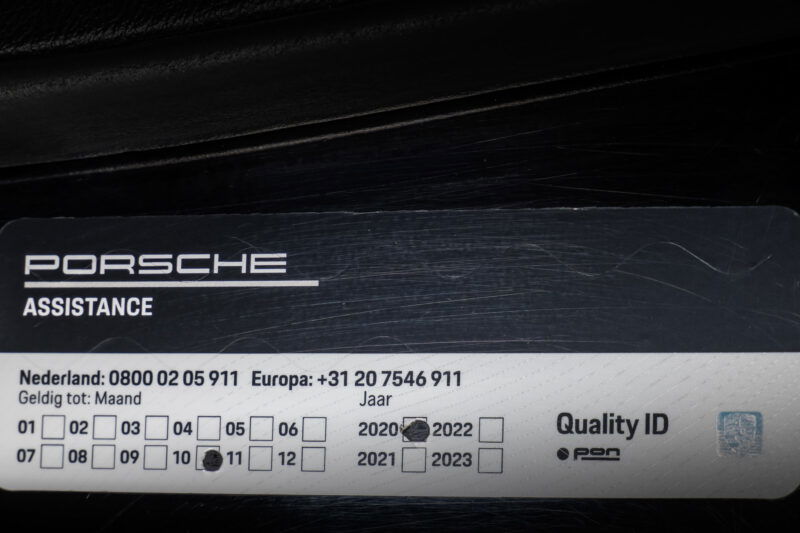 PORSCHE
ASSISTANCE
Nederland: 0800 02 05 911 Europa: +31 20 7546 911
Geldig tot: Maand Jaar
01 02 03 04 05 06 2020 2022 Quality ID
07 08 09 10 11 12 2021 2023 pon